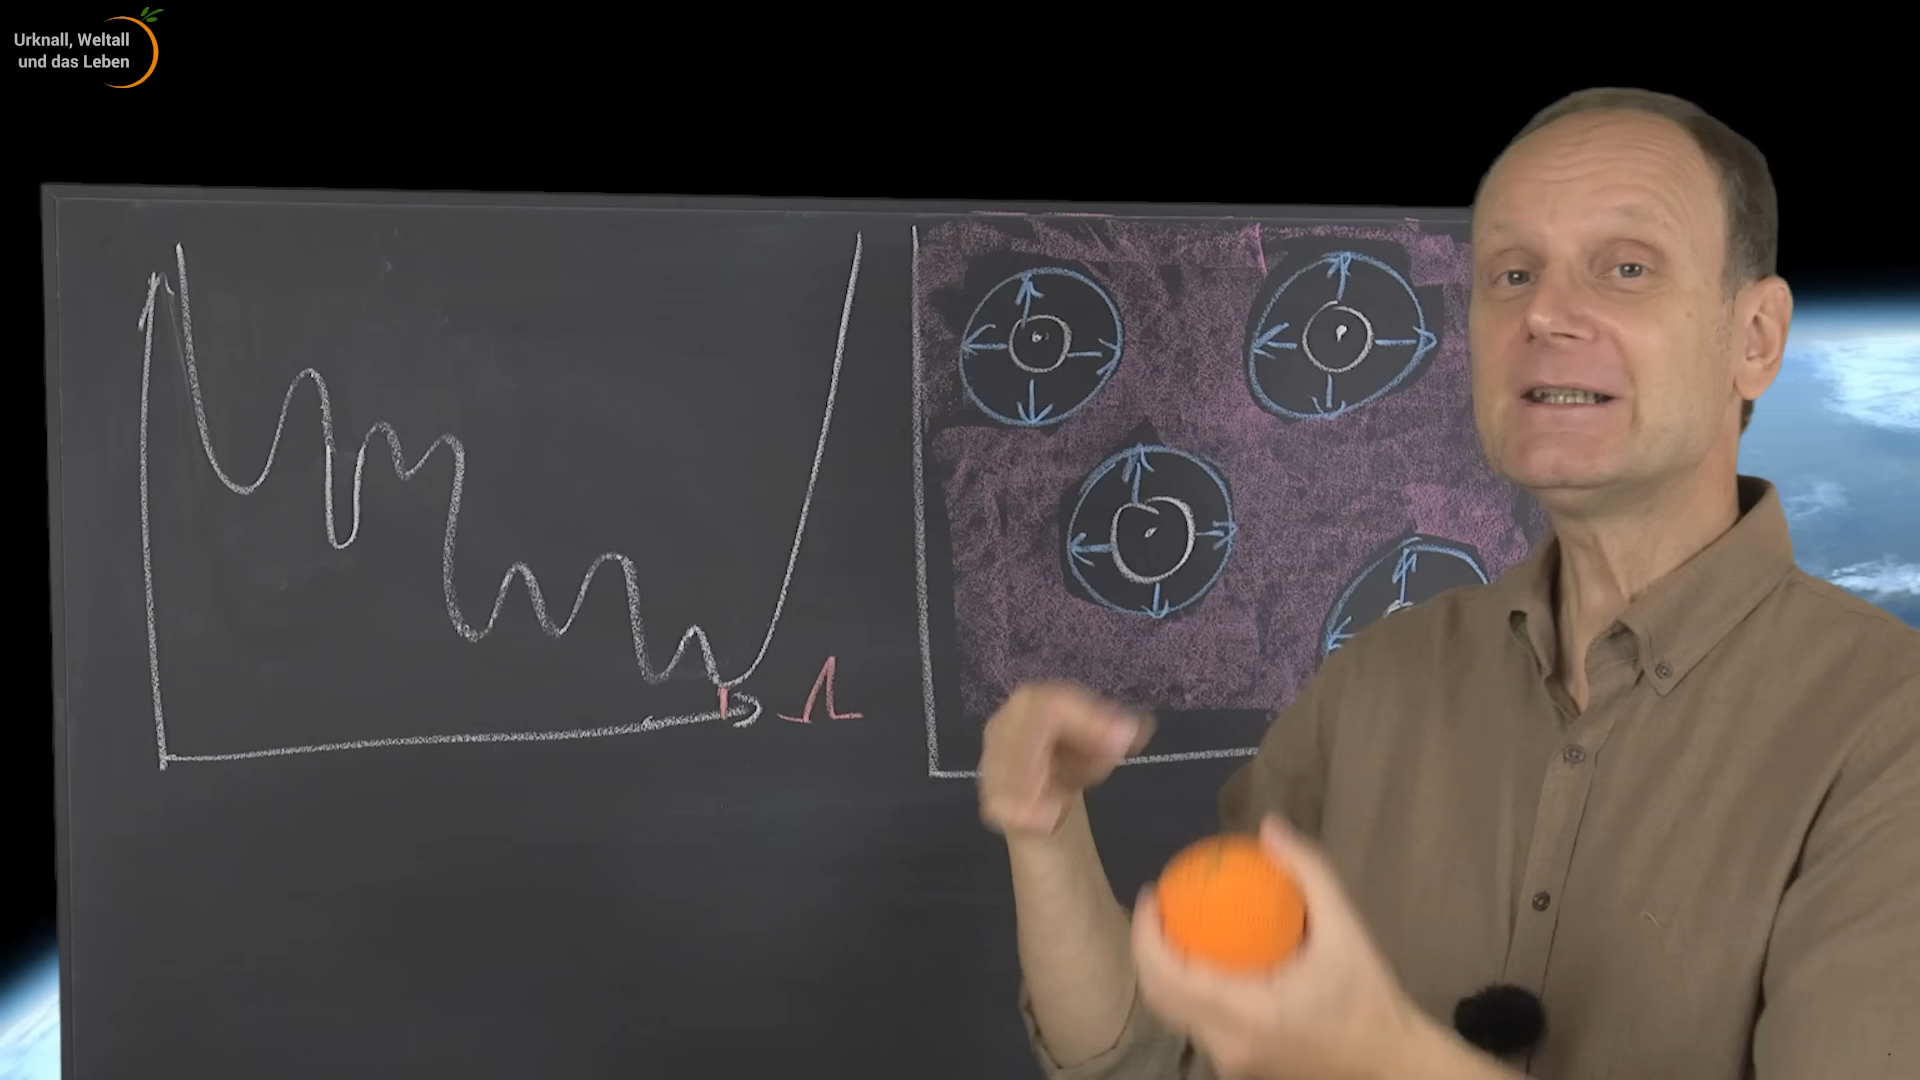 Urknall, Weltall
und das Leben
Λ